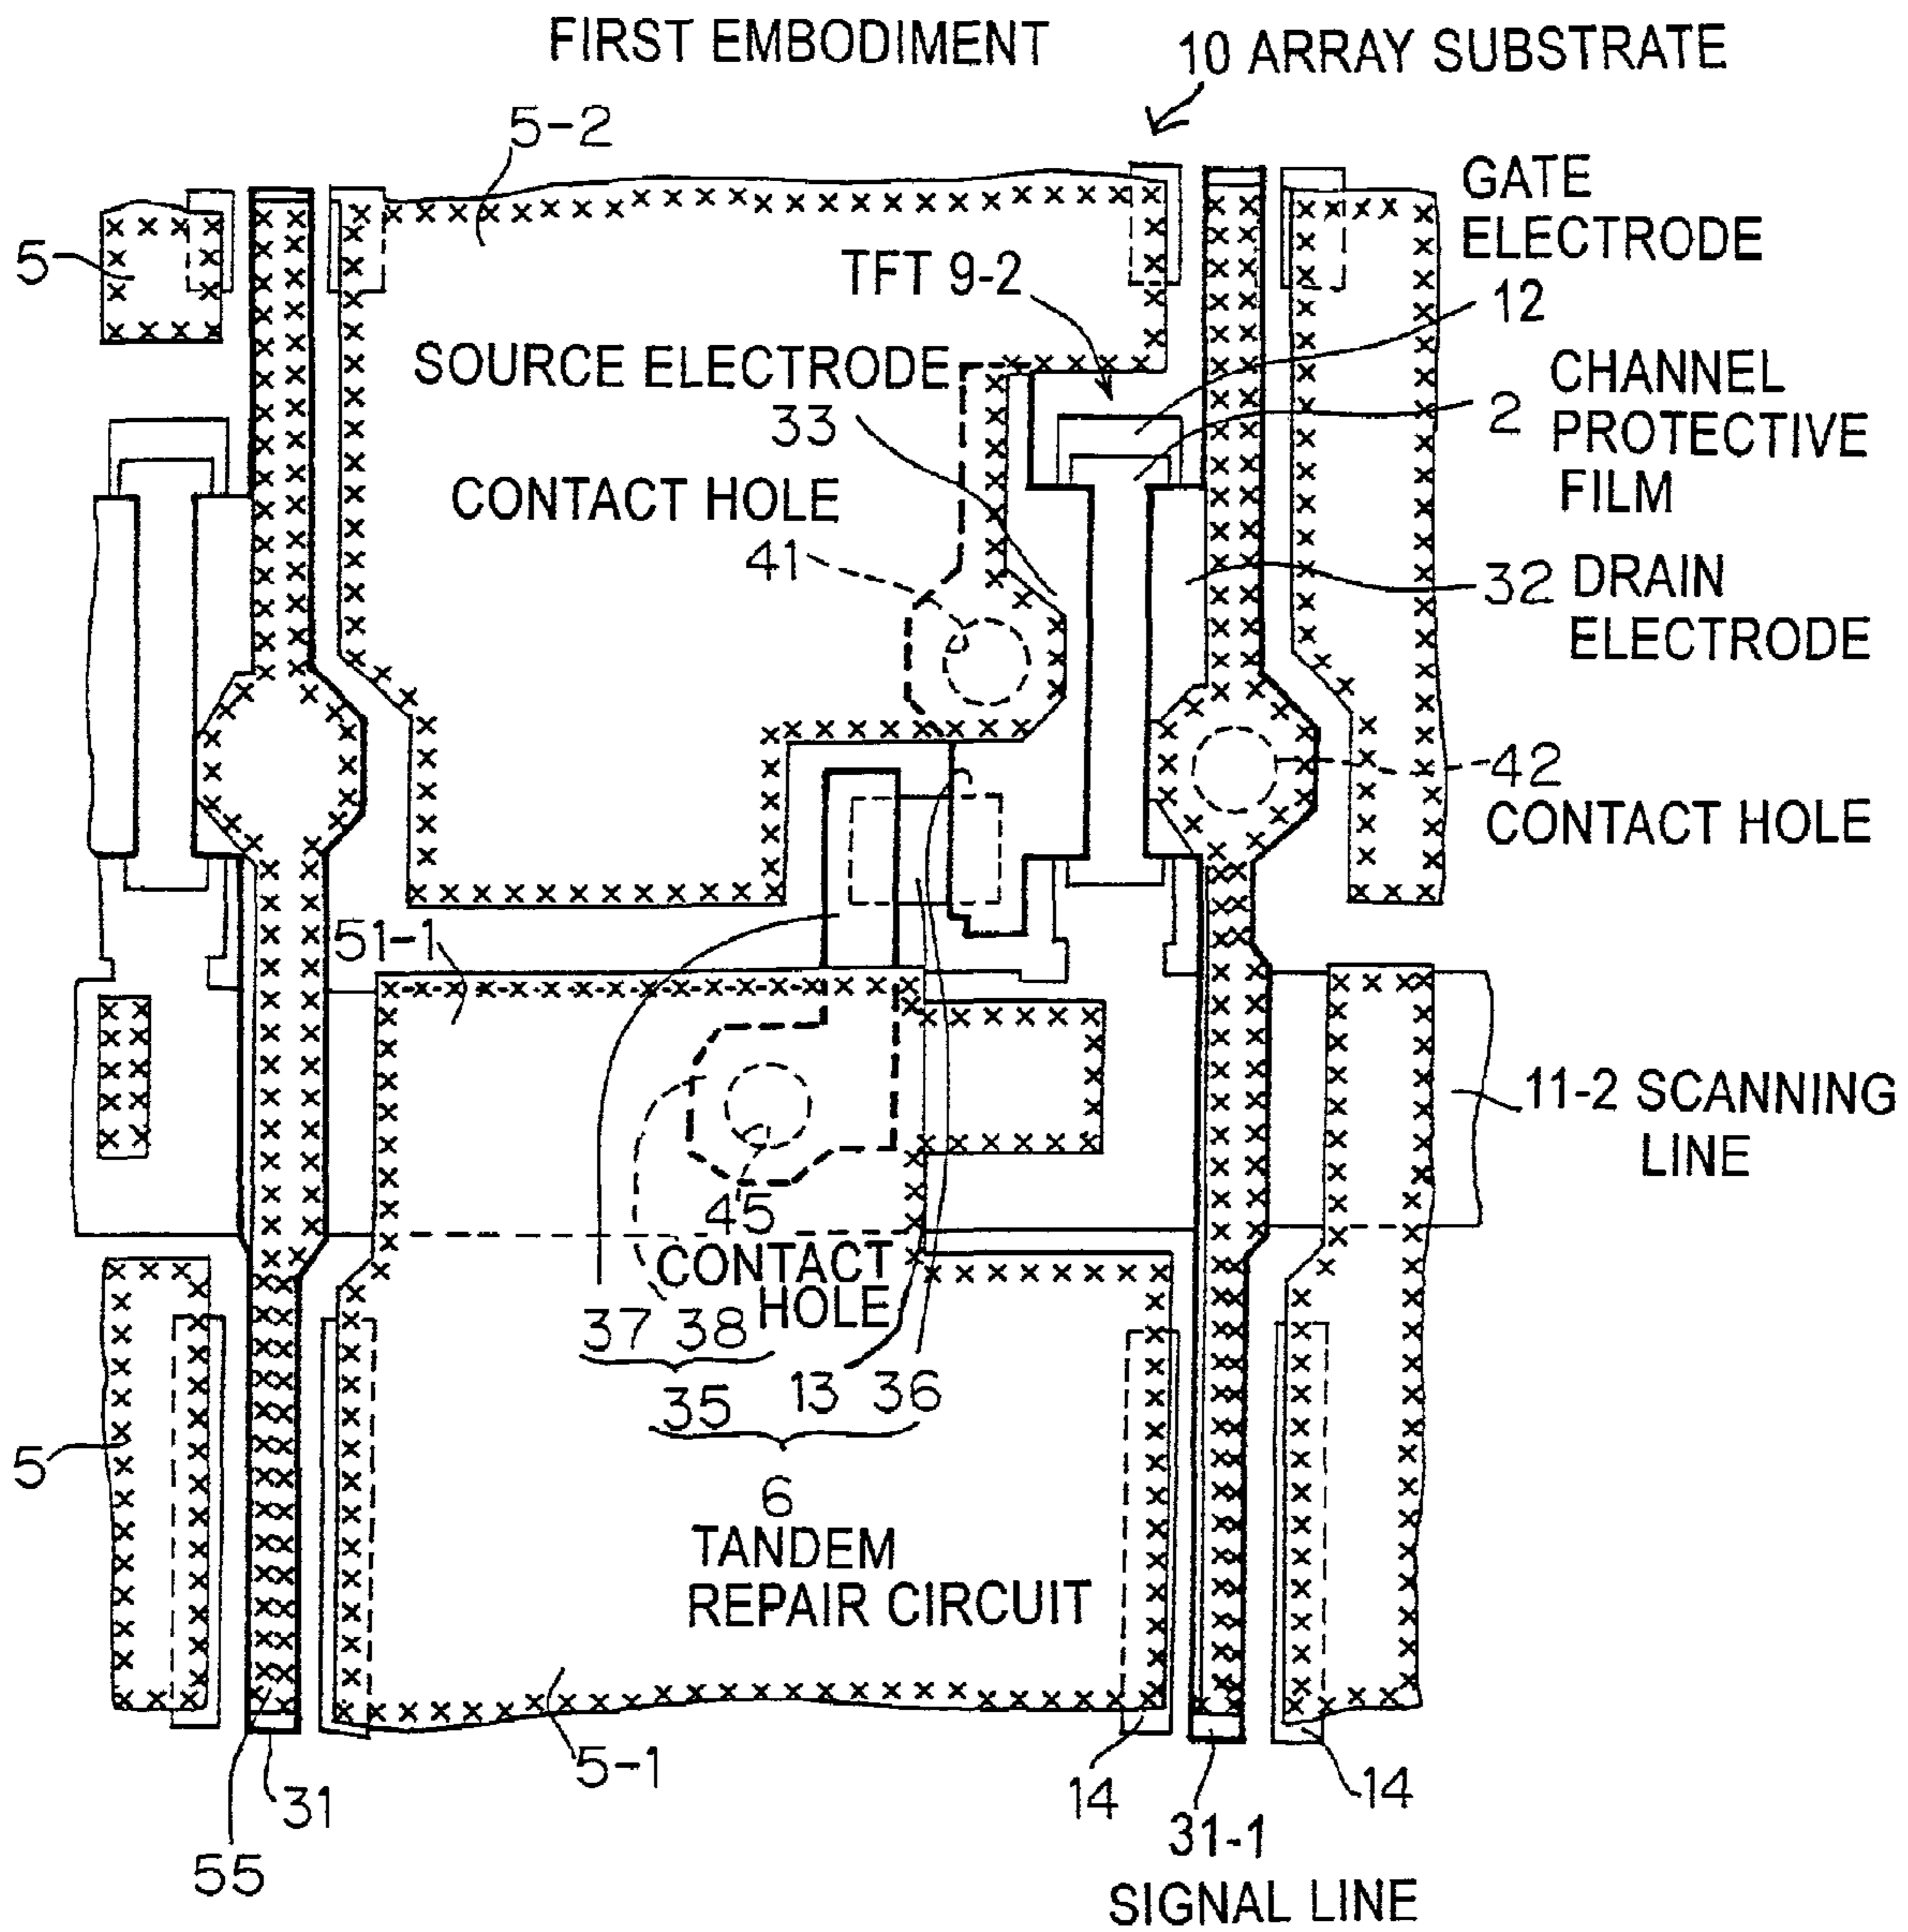 FIRST EMBODIMENT
10 ARRAY SUBSTRATE
5-2
GATE
ELECTRODE
5
TFT 9-2
12
SOURCE ELECTRODE
33
CHANNEL
2 PROTECTIVE
FILM
CONTACT HOLE
41
32 DRAIN
ELECTRODE
42
CONTACT HOLE
51-1
11-2 SCANNING
LINE
45
CONTACT
HOLE
37 38
35 13 36
5
6
TANDEM
REPAIR CIRCUIT
5-1
14
14
31
31-1
55
SIGNAL LINE